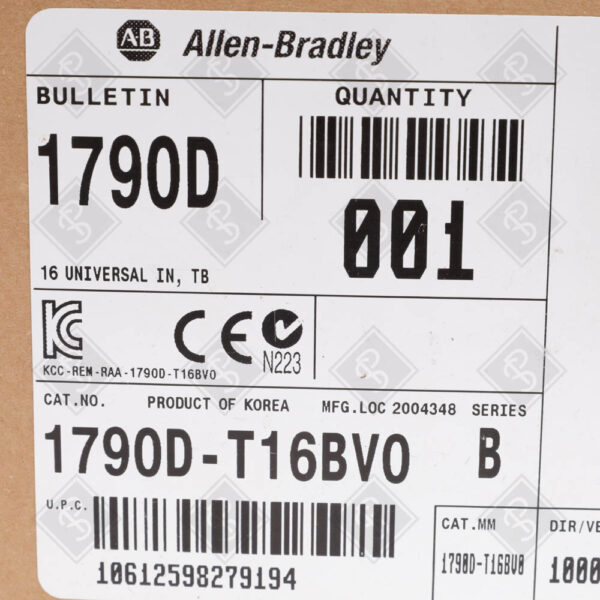 AB Allen-Bradley
BULLETIN
1790D
16 UNIVERSAL IN, TB
QUANTITY
001
KC
CE
N223
KCC-REM-RAA-1790D-T16BV0
CAT.NO. PRODUCT OF KOREA MFG.LOC 2004348 SERIES
1790D-T16BV0 B
U.P.C.
10612598279194
CAT.MM
1790D-T16BV0
DIR/VE
1000